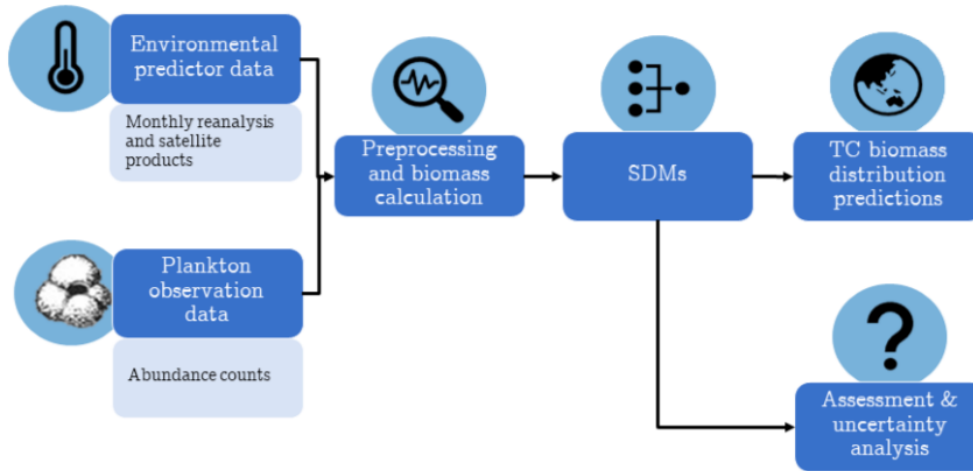 Environmental
predictor data
Monthly reanalysis
and satellite
products
Plankton
observation
data
Abundance counts
Preprocessing
and biomass
calculation
SDMs
TC biomass
distribution
predictions
?
Assessment &
uncertainty
analysis